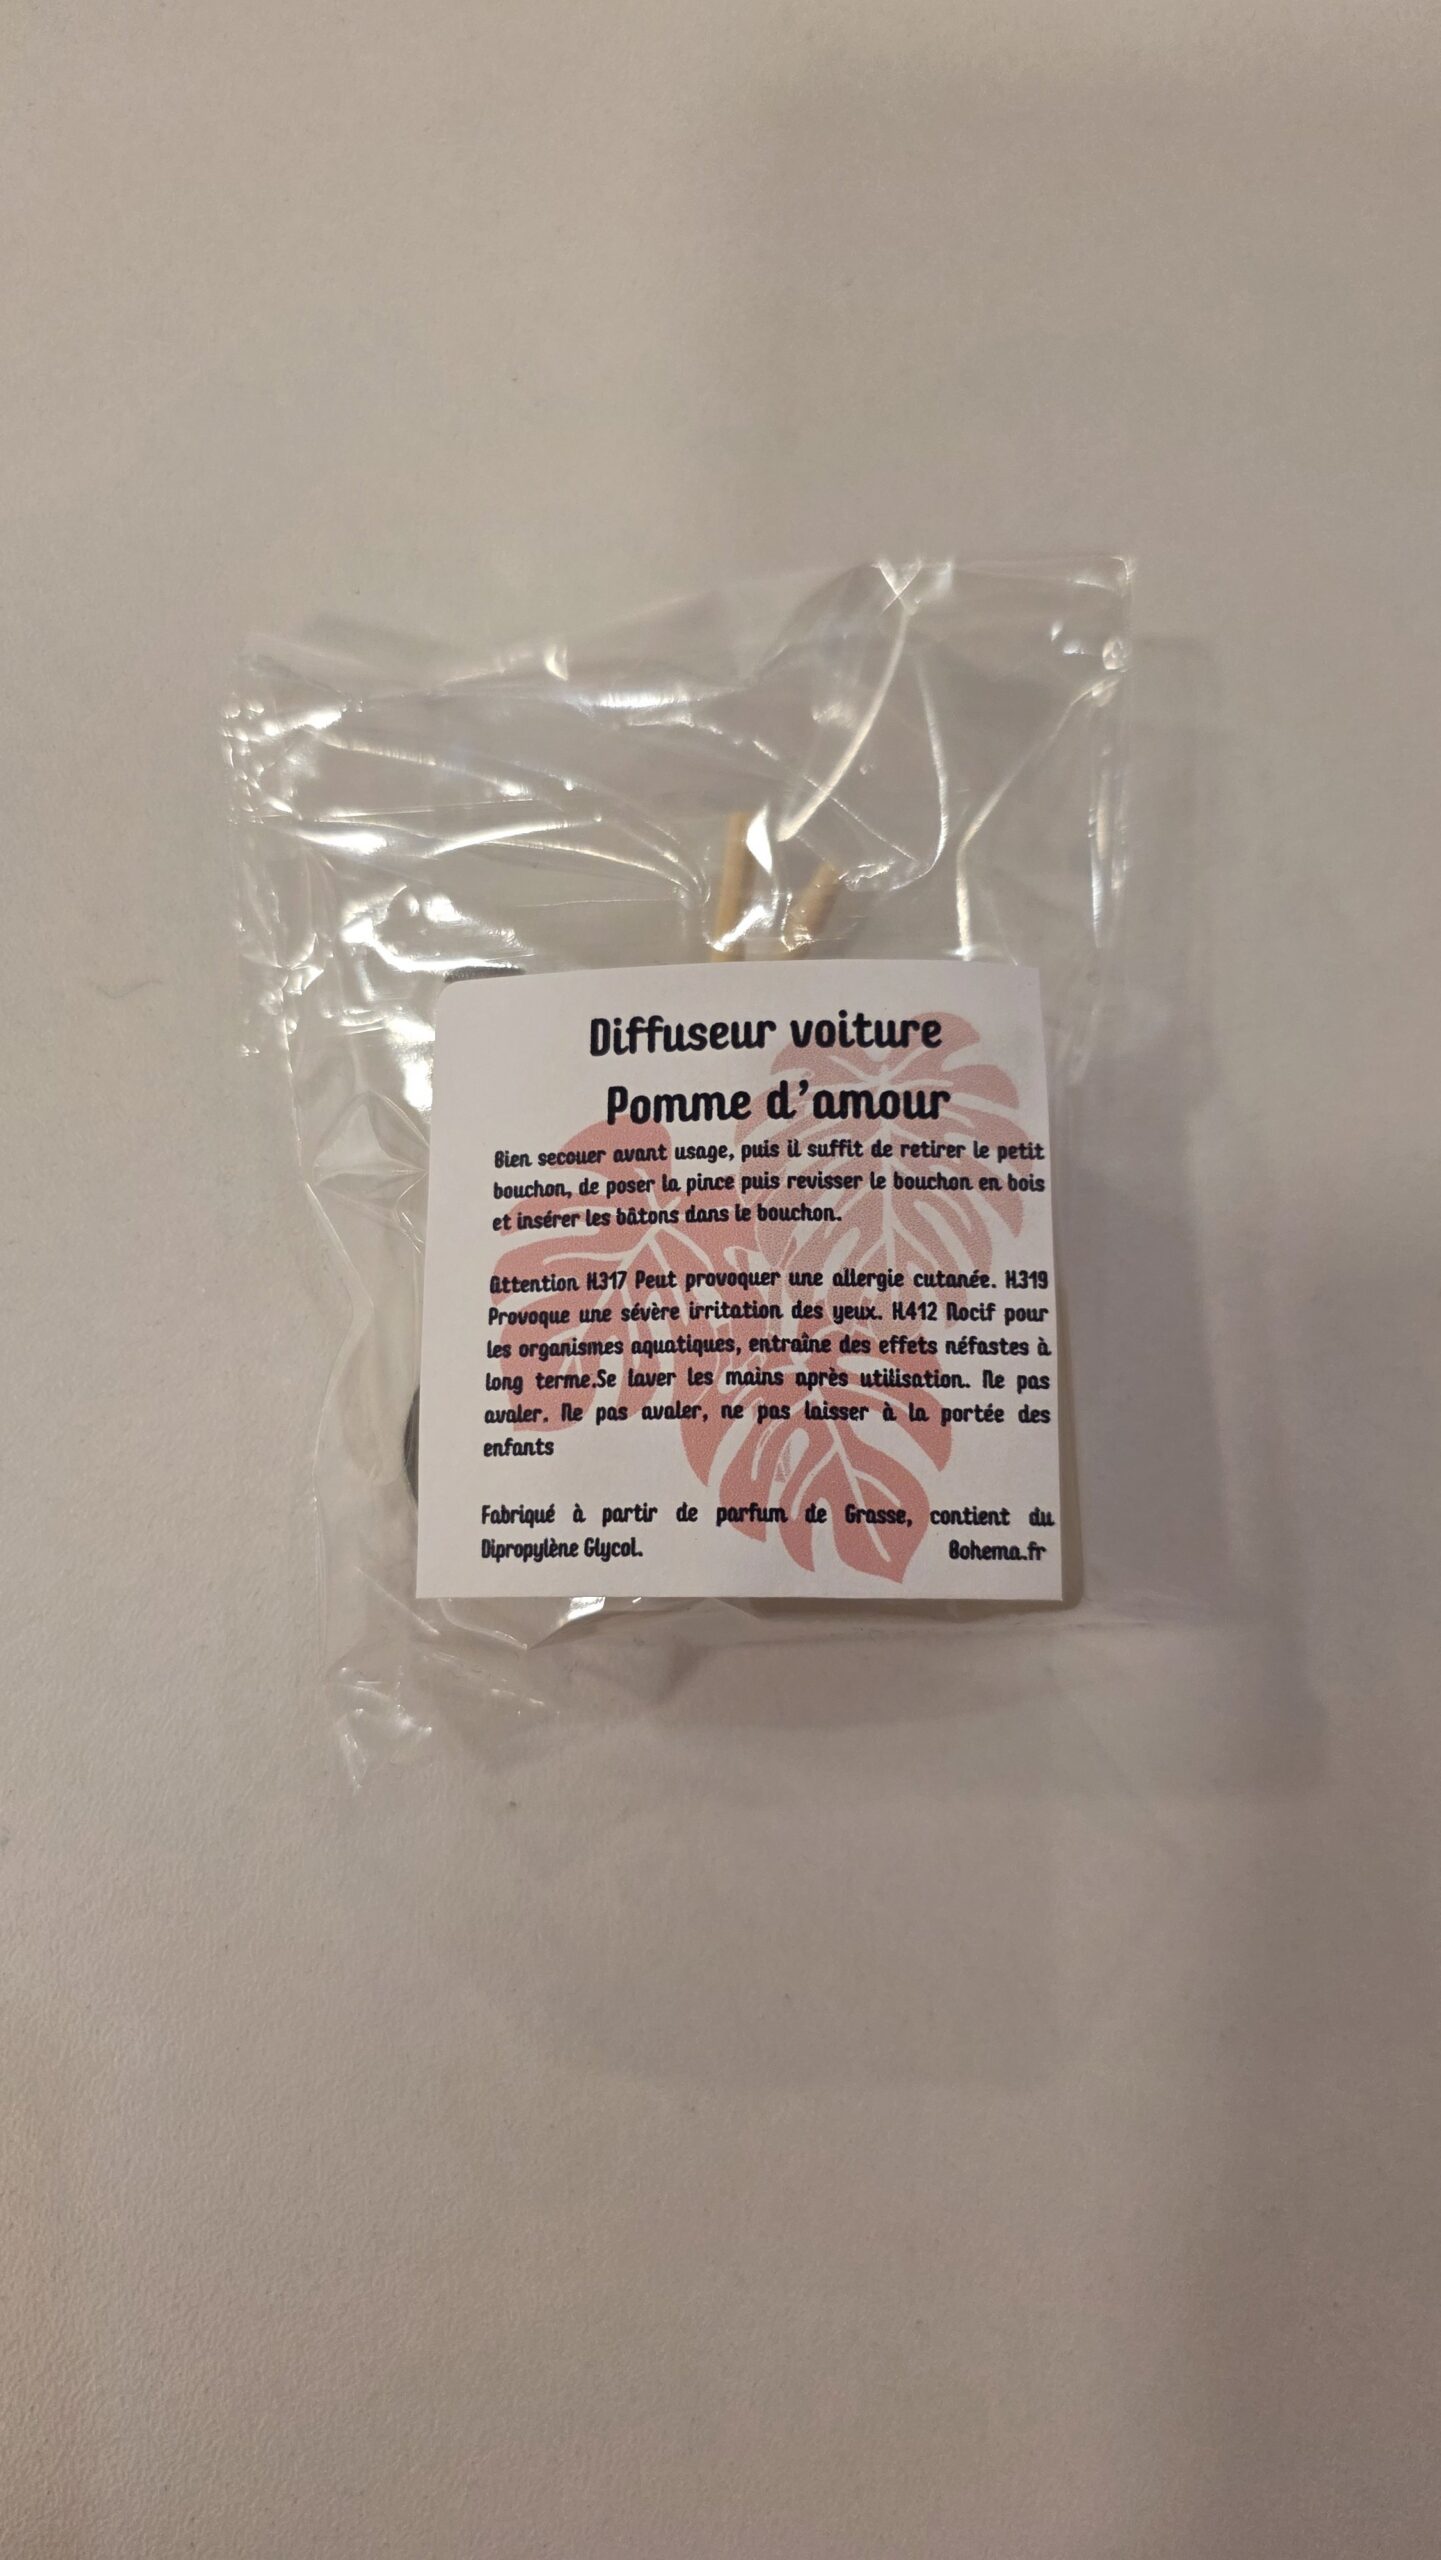 Diffuseur voiture
Pomme d'amour
Bien secouer avant usage, puis il suffit de retirer le petit
bouchon, de poser la pince puis revisser le bouchon en bois
et insérer les bâtons dans le bouchon.
Attention H317 Peut provoquer une allergie cutanée. H319
Provoque une sévère irritation des yeux. H412 Nocif pour
les organismes aquatiques, entraîne des effets néfastes à
long terme.Se laver les mains après utilisation. Ne pas
avaler. Ne pas avaler, ne pas laisser à la portée des
enfants
Fabriqué à partir de parfum de Grasse, contient du
Dipropylène Glycol. Bohema.fr